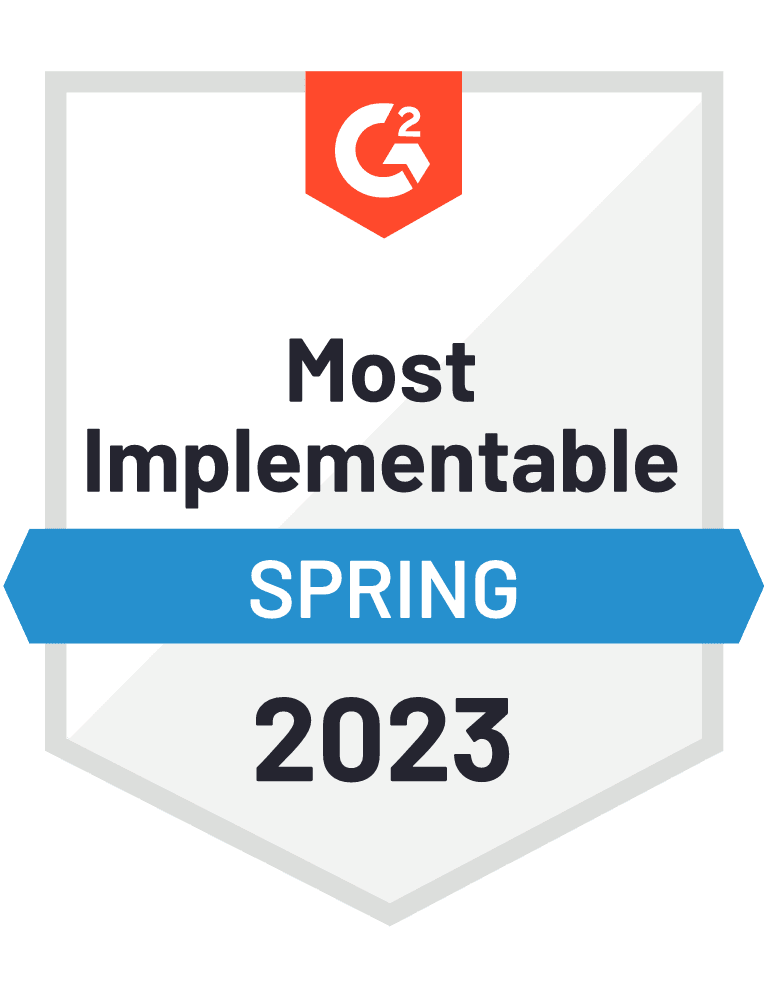 G2
Most
Implementable
SPRING
2023